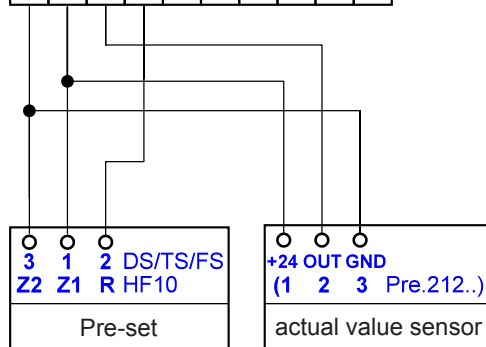 3 1 2 DS/TS/FS
Z2 Z1 R HF10
Pre-set
+24 OUT GND
(1 2 3 Pre.212..)
actual value sensor